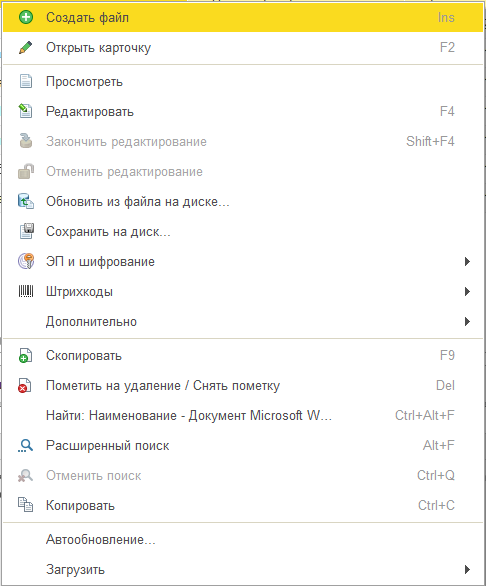 Создать файл Ins
Открыть карточку F2
Просмотреть
Редактировать F4
Закончить редактирование Shift+F4
Отменить редактирование
Обновить из файла на диске...
Сохранить на диск...
ЭП и шифрование
Штрихкоды
Дополнительно
Скопировать F9
Пометить на удаление / Снять пометку Del
Найти: Наименование - Документ Microsoft W... Ctrl+Alt+F
Расширенный поиск Alt+F
Отменить поиск Ctrl+Q
Копировать Ctrl+C
Автообновление...
Загрузить